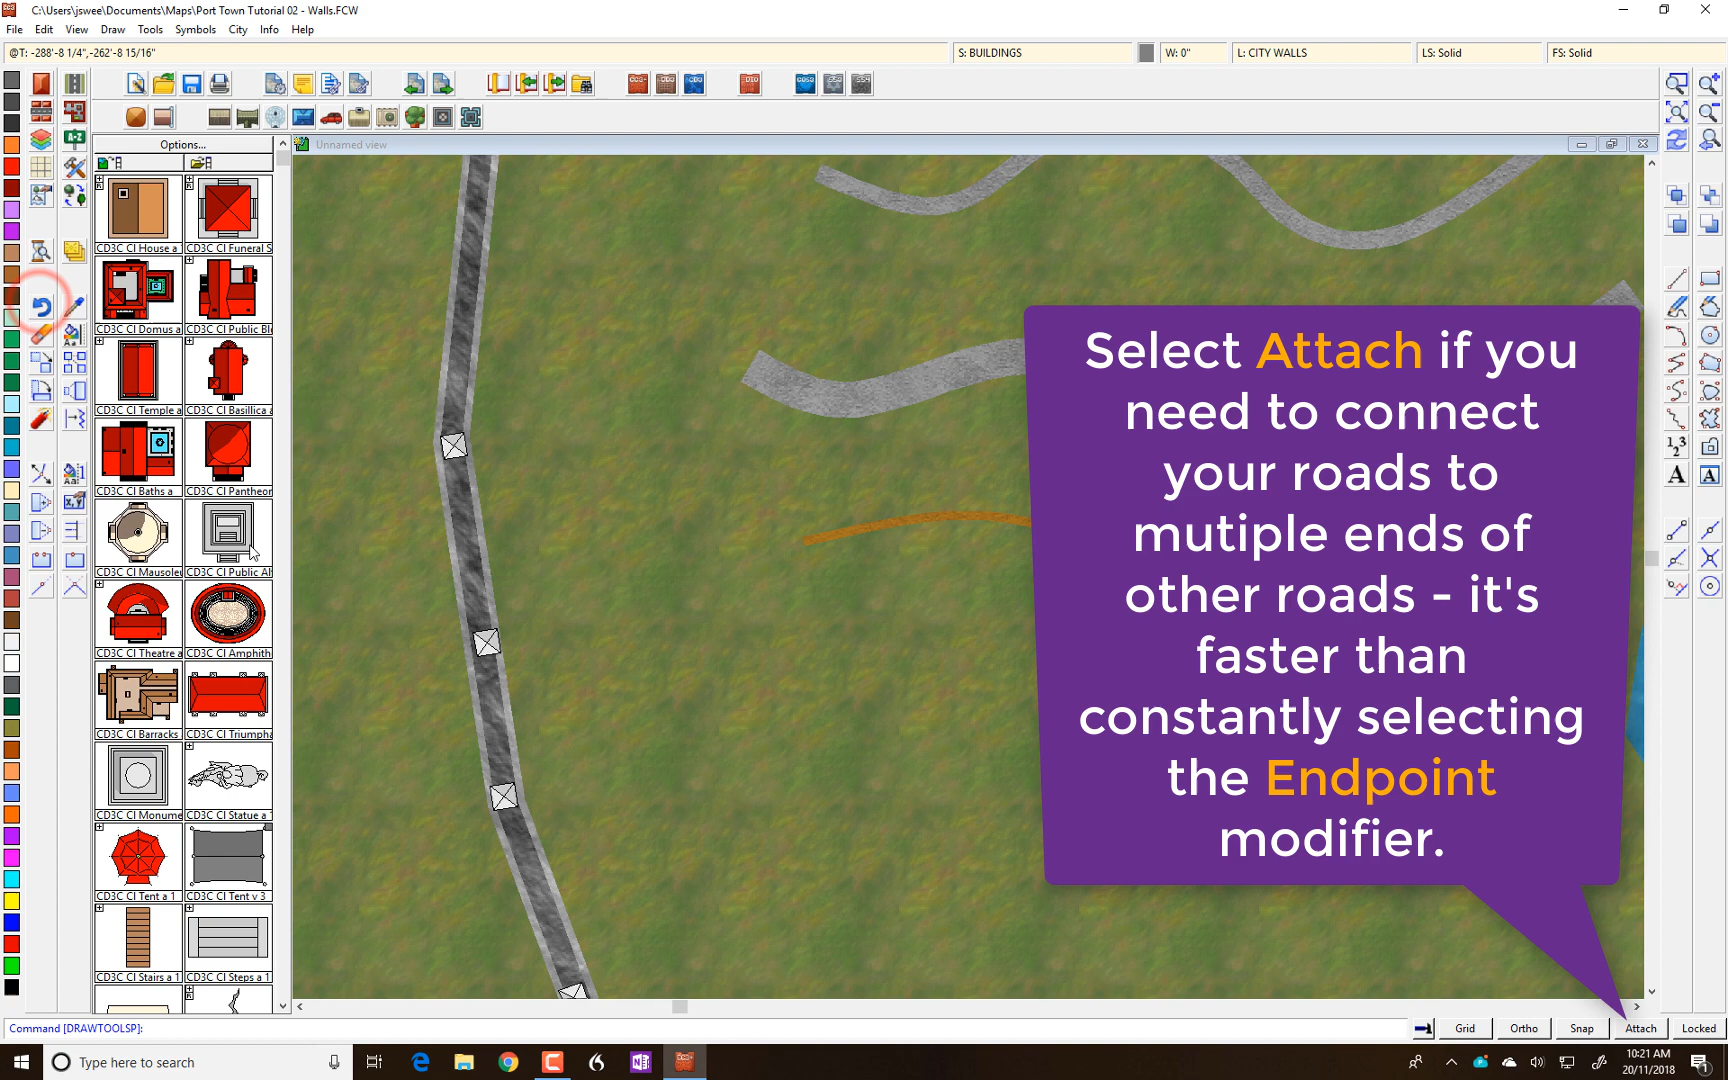 C:\Users\jswee\Documents\Maps\Port Town Tutorial 02 - Walls.FCW
File Edit View Draw Tools Symbols City Info Help
@T: -288'-8 1/4",-262'-8 15/16" S: BUILDINGS W: 0" L: CITY WALLS LS: Solid FS: Solid
Options...
Unnamed view
CD3C CI House a
CD3C CI Funeral S
CD3C CI Domus a
CD3C CI Public Bl
CD3C CI Temple a
CD3C CI Basillica a
CD3C CI Baths a
CD3C CI Pantheor
CD3C CI Mausole
CD3C CI Public Al
CD3C CI Theatre a
CD3C CI Amphith
CD3C CI Barracks
CD3C CI Triumpha
CD3C CI Monume
CD3C CI Statue a 1
CD3C CI Tent a 1
CD3C CI Tent v 3
CD3C CI Stairs a 1
CD3C CI Steps a 1
Select Attach if you
need to connect
your roads to
mutiple ends of
other roads - it's
faster than
constantly selecting
the Endpoint
modifier.
Command [DRAWTOOLSP]:
Grid Ortho Snap Attach Locked
Type here to search
10:21 AM
20/11/2018